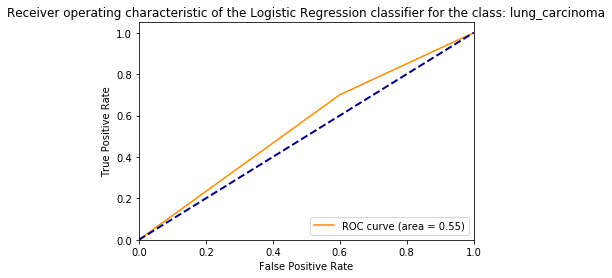 Receiver operating characteristic of the Logistic Regression classifier for the class: lung_carcinoma
1.0
0.8
0.6
0.4
0.2
0.0
True Positive Rate
ROC curve (area = 0.55)
0.0 0.2 0.4 0.6 0.8 1.0
False Positive Rate